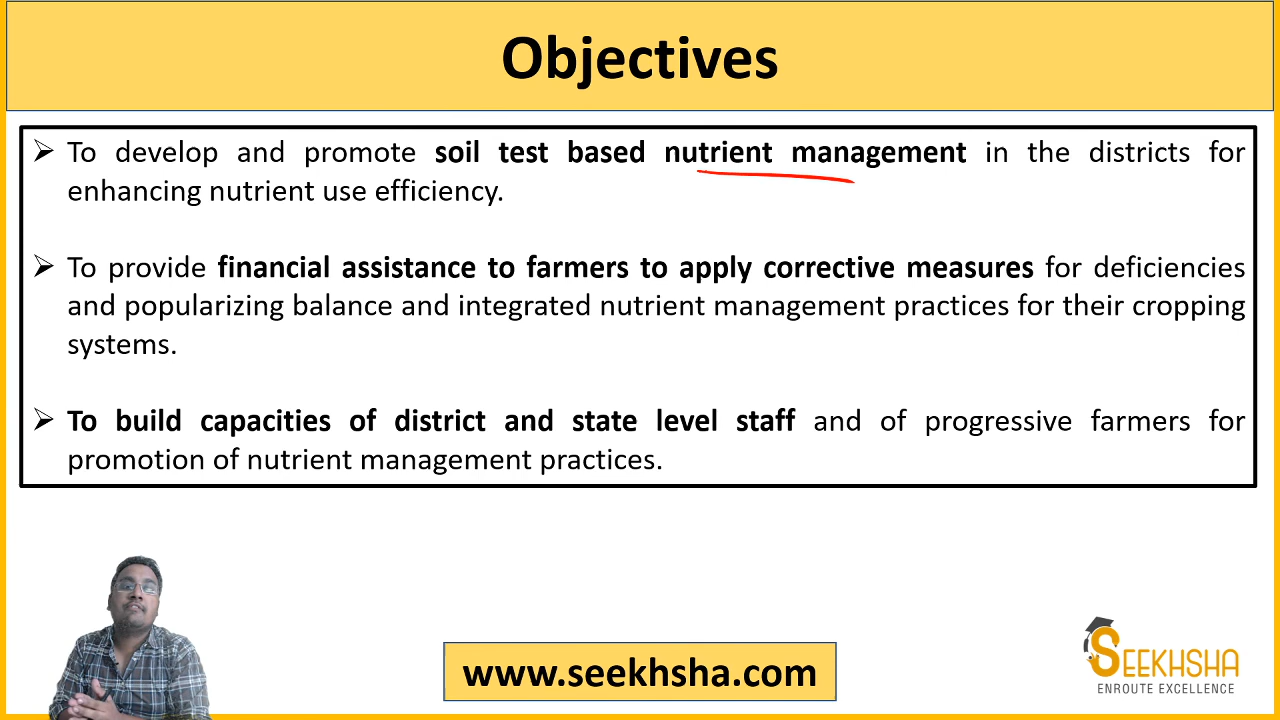 Objectives
➢ To develop and promote soil test based nutrient management in the districts for
enhancing nutrient use efficiency.
➢ To provide financial assistance to farmers to apply corrective measures for deficiencies
and popularizing balance and integrated nutrient management practices for their cropping
systems.
➢ To build capacities of district and state level staff and of progressive farmers for
promotion of nutrient management practices.
www.seekhsha.com
SEEKHSHA
ENROUTE EXCELLENCE